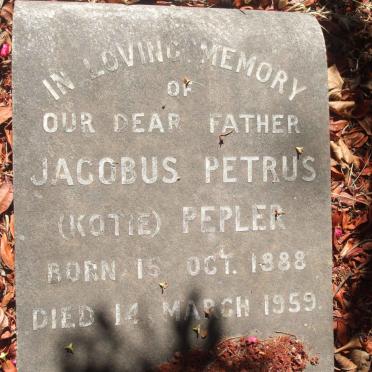 IN LOVING MEMORY
OF
OUR DEAR FATHER
JACOBUS PETRUS
(KOTIE) PEPLER
BORN 15 OCT. 1888
DIED 14 MARCH 1959.